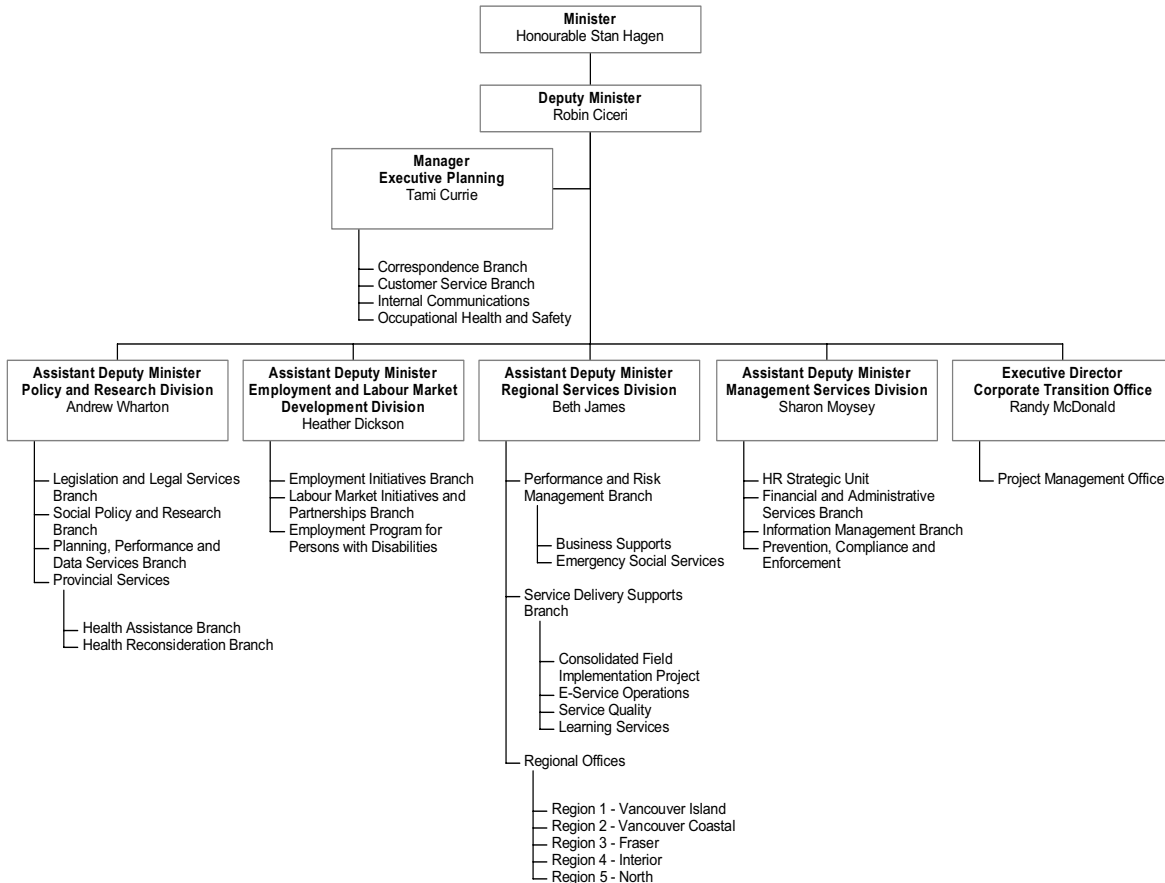 Minister
Honourable Stan Hagen
Deputy Minister
Robin Ciceri
Manager
Executive Planning
Tami Currie
Correspondence Branch
Customer Service Branch
Internal Communications
Occupational Health and Safety
Assistant Deputy Minister
Policy and Research Division
Andrew Wharton
Legislation and Legal Services
Branch
Social Policy and Research
Branch
Planning, Performance and
Data Services Branch
Provincial Services
Health Assistance Branch
Health Reconsideration Branch
Assistant Deputy Minister
Employment and Labour Market
Development Division
Heather Dickson
Employment Initiatives Branch
Labour Market Initiatives and
Partnerships Branch
Employment Program for
Persons with Disabilities
Assistant Deputy Minister
Regional Services Division
Beth James
Performance and Risk
Management Branch
Business Supports
Emergency Social Services
Service Delivery Supports
Branch
Consolidated Field
Implementation Project
E-Service Operations
Service Quality
Learning Services
Regional Offices
Region 1 - Vancouver Island
Region 2 - Vancouver Coastal
Region 3 - Fraser
Region 4 - Interior
Region 5 - North
Assistant Deputy Minister
Management Services Division
Sharon Moysey
HR Strategic Unit
Financial and Administrative
Services Branch
Information Management Branch
Prevention, Compliance and
Enforcement
Executive Director
Corporate Transition Office
Randy McDonald
Project Management Office